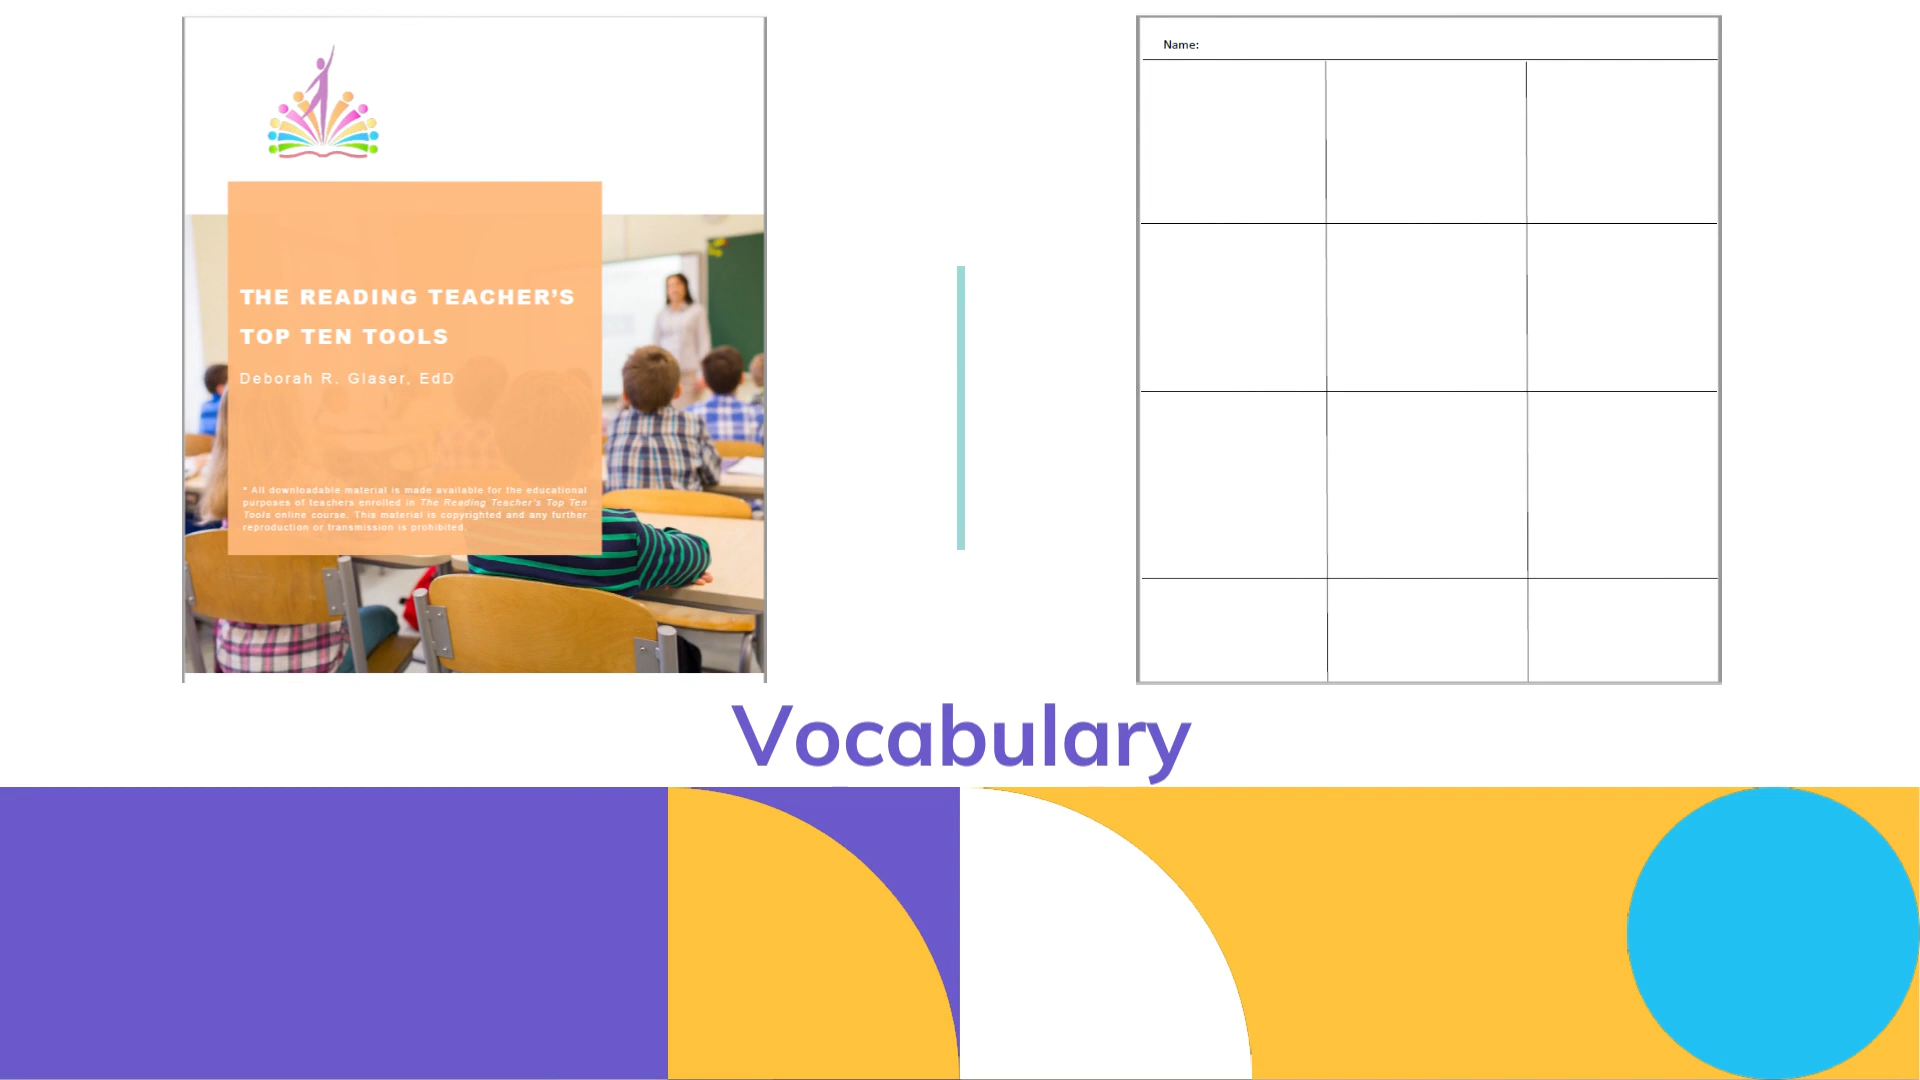 THE READING TEACHER'S
TOP TEN TOOLS
Deborah R. Glaser, EdD
* All downloadable material is made available for the educational
purposes of teachers enrolled in The Reading Teacher's Top Ten
Tools online course. This material is copyrighted and any further
reproduction or transmission is prohibited.
Name:
Vocabulary